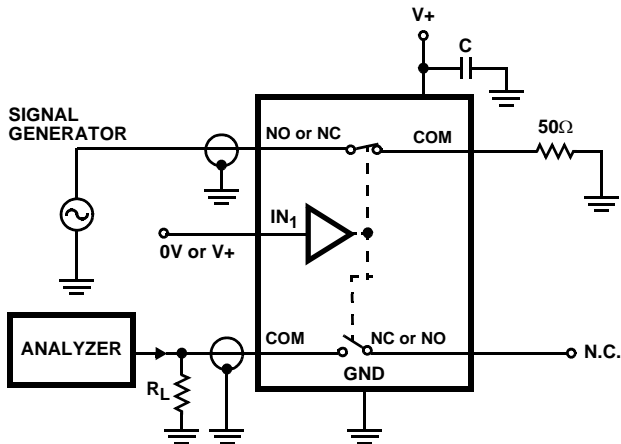 V+
C
SIGNAL
GENERATOR
NO or NC
COM
50Ω
IN1
0V or V+
ANALYZER
COM
NC or NO
N.C.
GND
RL